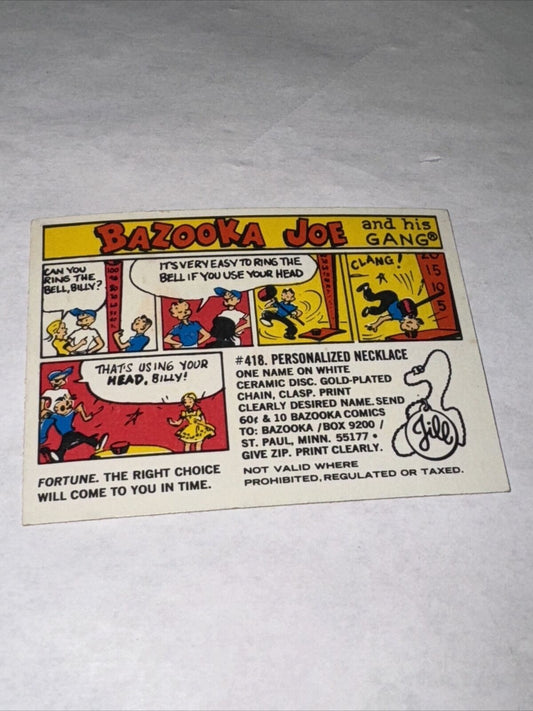 BAZOOKA JOE and his GANG®
CAN YOU
RING THE
BELL, BILLY?
100
IT'S VERY EASY TO RING THE
BELL IF YOU USE YOUR HEAD
CLANG!
20
15
10
5
THAT'S USING YOUR
HEAD, BILLY!
#418. PERSONALIZED NECKLACE
ONE NAME ON WHITE
CERAMIC DISC. GOLD-PLATED
CHAIN, CLASP. PRINT
CLEARLY DESIRED NAME. SEND
60¢ & 10 BAZOOKA COMICS
TO: BAZOOKA /BOX 9200 /
ST. PAUL, MINN. 55177 •
GIVE ZIP. PRINT CLEARLY.
Jill
NOT VALID WHERE
PROHIBITED, REGULATED OR TAXED.
FORTUNE. THE RIGHT CHOICE
WILL COME TO YOU IN TIME.